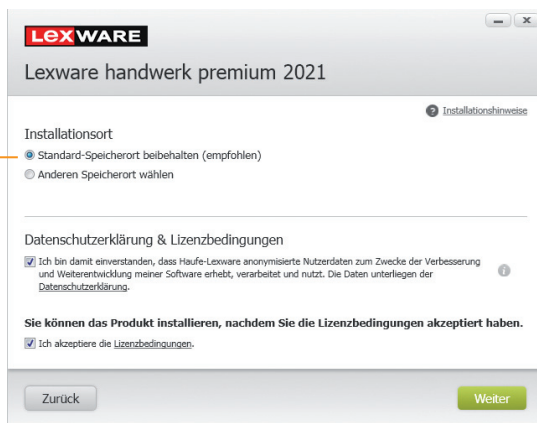 LEXWARE
Lexware handwerk premium 2021
Installationshinweise
Installationsort
Standard-Speicherort beibehalten (empfohlen)
Anderen Speicherort wählen
Datenschutzerklärung & Lizenzbedingungen
Ich bin damit einverstanden, dass Haufe-Lexware anonymisierte Nutzerdaten zum Zwecke der Verbesserung
und Weiterentwicklung meiner Software erhebt, verarbeitet und nutzt. Die Daten unterliegen der
Datenschutzerklärung.
Sie können das Produkt installieren, nachdem Sie die Lizenzbedingungen akzeptiert haben.
Ich akzeptiere die Lizenzbedingungen.
Zurück
Weiter